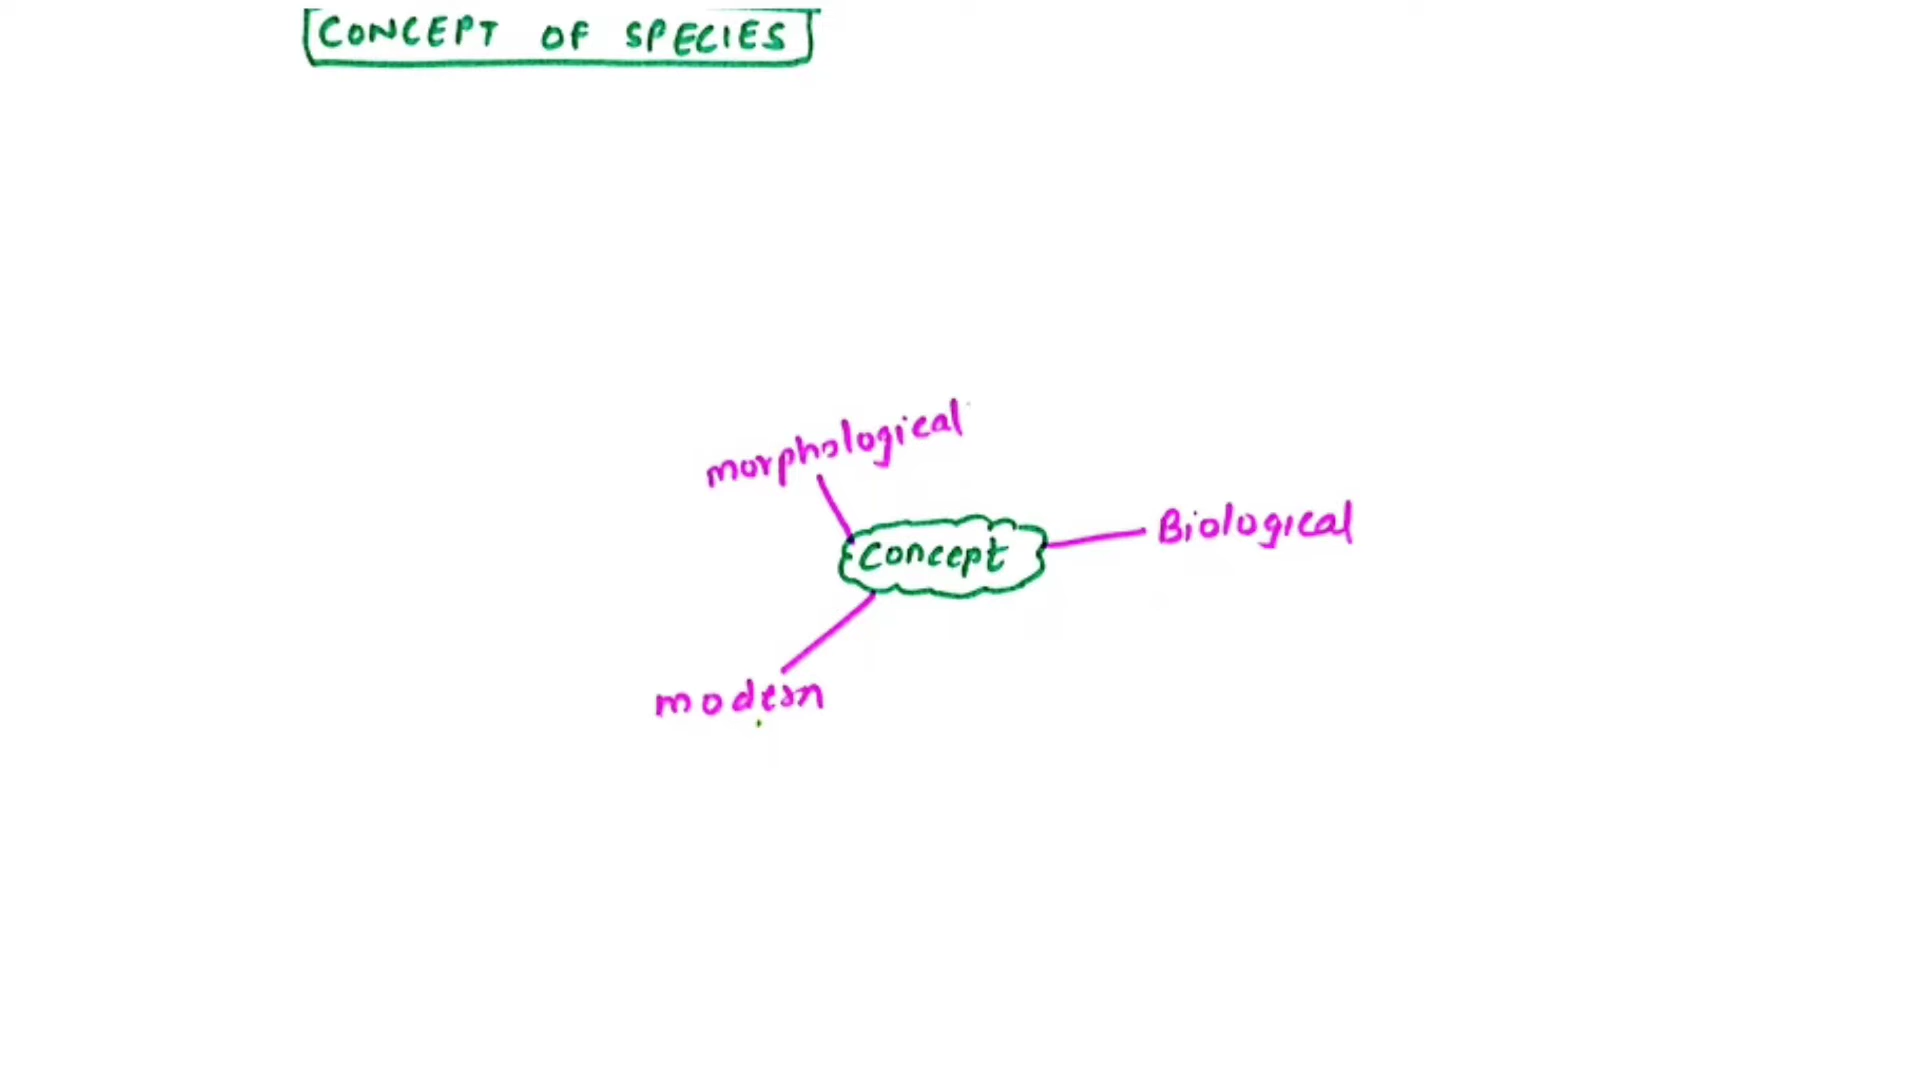 CONCEPT OF SPECIES
morphological
Biological
Concept
modern